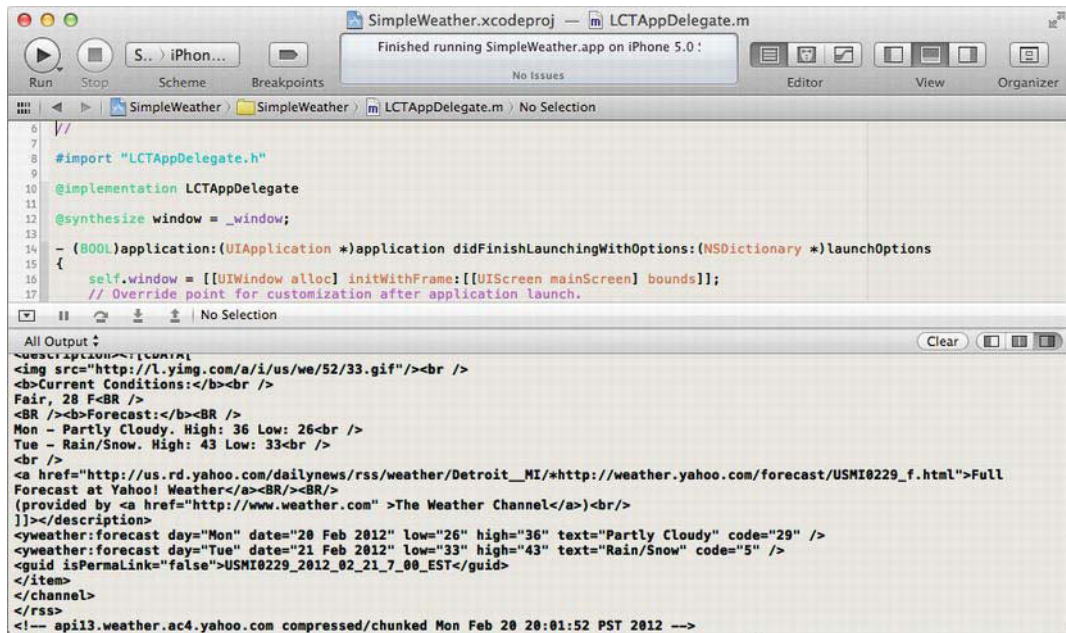 SimpleWeather.xcodeproj — m LCTAppDelegate.m
S.. › iPhon...
Finished running SimpleWeather.app on iPhone 5.0 :
No Issues
Run Stop Scheme Breakpoints Editor View Organizer
SimpleWeather › SimpleWeather › m LCTAppDelegate.m › No Selection
6 //
7
8 #import "LCTAppDelegate.h"
9
10 @implementation LCTAppDelegate
11
12 @synthesize window = _window;
13
14 - (BOOL)application:(UIApplication *)application didFinishLaunchingWithOptions:(NSDictionary *)launchOptions
15 {
16 self.window = [[UIWindow alloc] initWithFrame:[[UIScreen mainScreen] bounds]];
17 // Override point for customization after application launch.
No Selection
All Output Clear
<description><![CDATA[
<img src="http://l.yimg.com/a/i/us/we/52/33.gif"/><br />
<b>Current Conditions:</b><br />
Fair, 28 F<BR />
<BR /><b>Forecast:</b><BR />
Mon - Partly Cloudy. High: 36 Low: 26<br />
Tue - Rain/Snow. High: 43 Low: 33<br />
<br />
<a href="http://us.rd.yahoo.com/dailynews/rss/weather/Detroit__MI/*http://weather.yahoo.com/forecast/USMI0229_f.html">Full
Forecast at Yahoo! Weather</a><BR/><BR/>
(provided by <a href="http://www.weather.com" >The Weather Channel</a>)<br/>
]]></description>
<yweather:forecast day="Mon" date="20 Feb 2012" low="26" high="36" text="Partly Cloudy" code="29" />
<yweather:forecast day="Tue" date="21 Feb 2012" low="33" high="43" text="Rain/Snow" code="5" />
<guid isPermaLink="false">USMI0229_2012_02_21_7_00_EST</guid>
</item>
</channel>
</rss>
<!-- api13.weather.ac4.yahoo.com compressed/chunked Mon Feb 20 20:01:52 PST 2012 -->